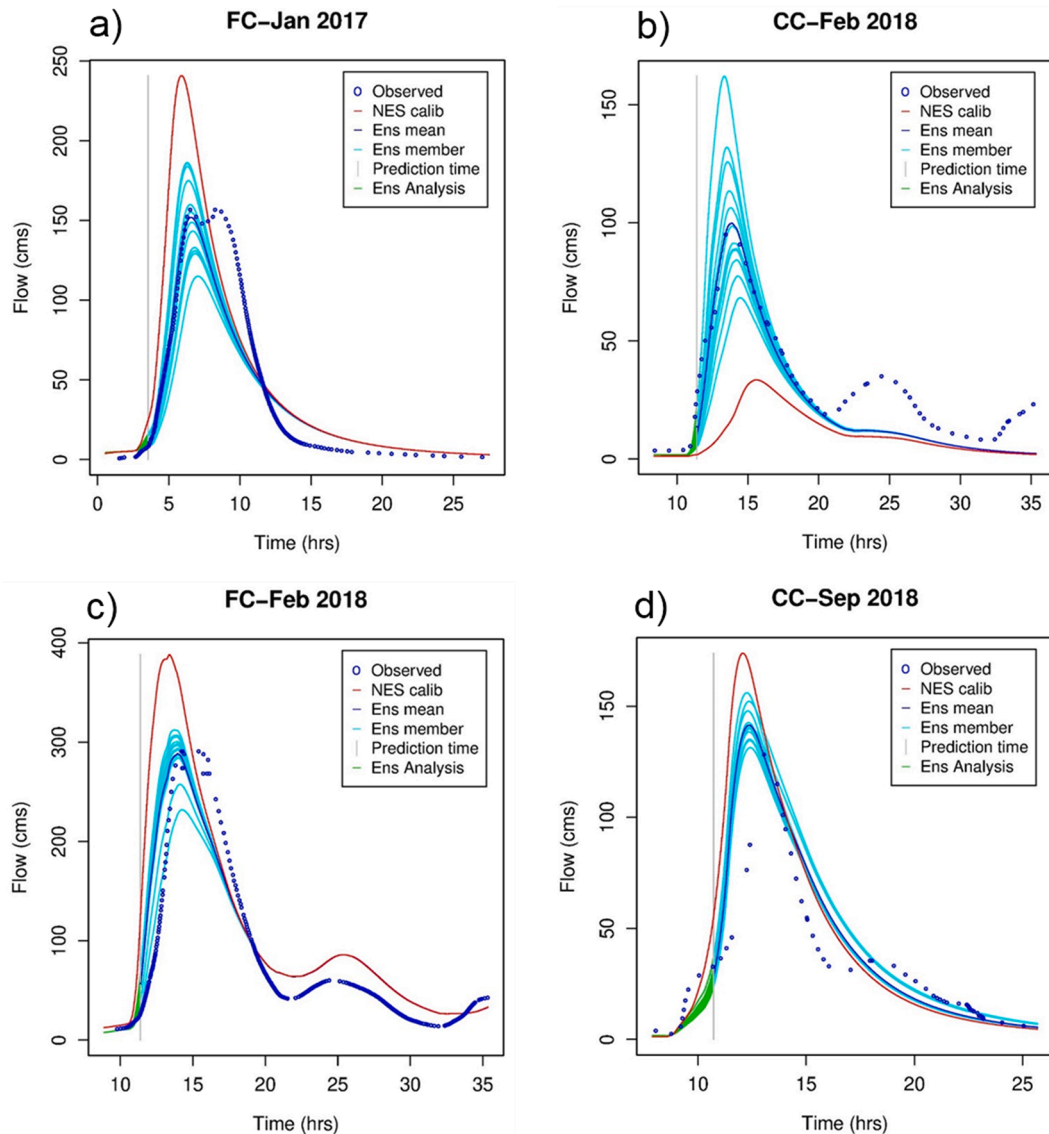 a)
FC-Jan 2017
Flow (cms)
250
200
150
100
50
0
Observed
NES calib
Ens mean
Ens member
Prediction time
Ens Analysis
0 5 10 15 20 25
Time (hrs)
b)
CC-Feb 2018
Flow (cms)
150
100
50
0
Observed
NES calib
Ens mean
Ens member
Prediction time
Ens Analysis
10 15 20 25 30 35
Time (hrs)
c)
FC-Feb 2018
Flow (cms)
400
300
200
100
0
Observed
NES calib
Ens mean
Ens member
Prediction time
Ens Analysis
10 15 20 25 30 35
Time (hrs)
d)
CC-Sep 2018
Flow (cms)
150
100
50
0
Observed
NES calib
Ens mean
Ens member
Prediction time
Ens Analysis
10 15 20 25
Time (hrs)